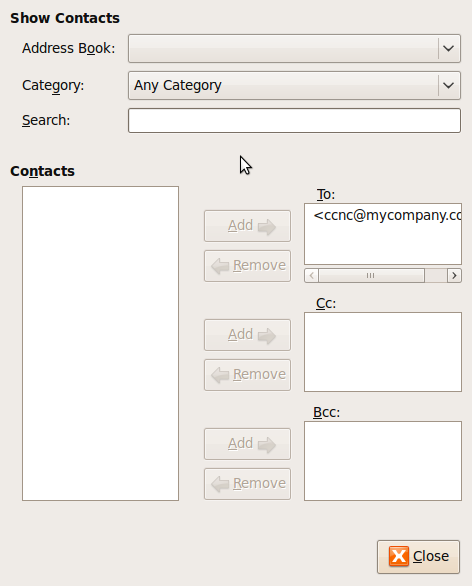 Show Contacts
Address Book:
Category: Any Category
Search:
Contacts
To:
Add
<ccnc@mycompany.co
Remove
Cc:
Add
Remove
Bcc:
Add
Remove
Close